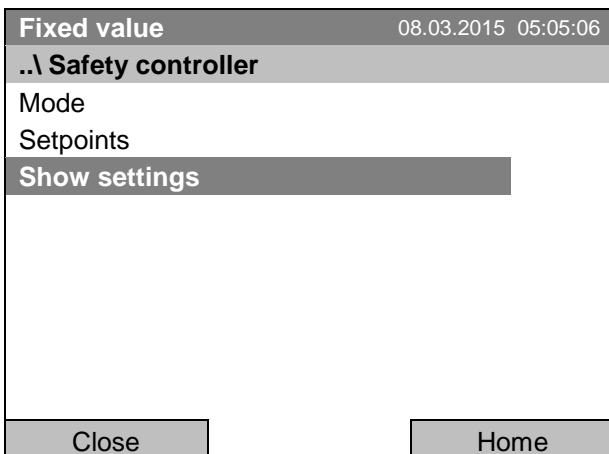 Fixed value 08.03.2015 05:05:06
..\ Safety controller
Mode
Setpoints
Show settings
Close Home